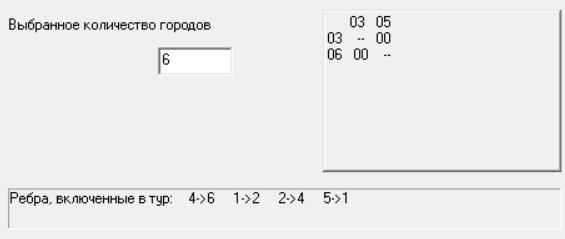 Выбранное количество городов
6
03 05
03 -- 00
06 00 --
Ребра, включенные в тур: 4->6 1->2 2->4 5->1